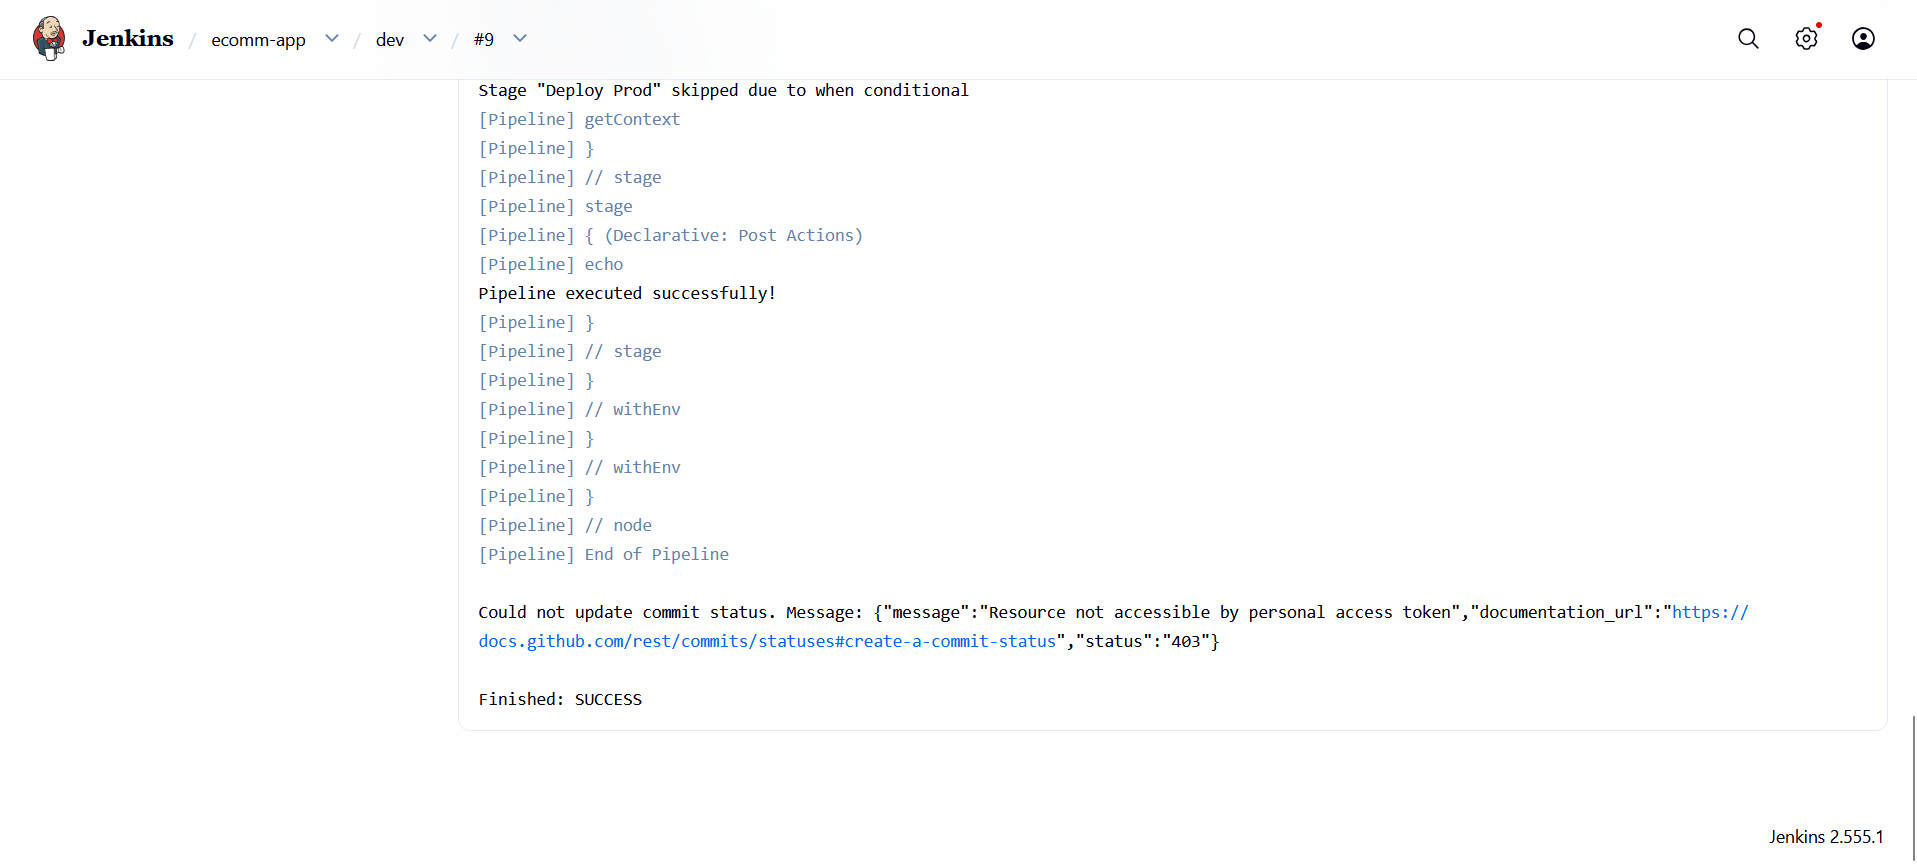 Jenkins / ecomm-app / dev / #9
Stage "Deploy Prod" skipped due to when conditional
[Pipeline] getContext
[Pipeline] }
[Pipeline] // stage
[Pipeline] stage
[Pipeline] { (Declarative: Post Actions)
[Pipeline] echo
Pipeline executed successfully!
[Pipeline] }
[Pipeline] // stage
[Pipeline] }
[Pipeline] // withEnv
[Pipeline] }
[Pipeline] // withEnv
[Pipeline] }
[Pipeline] // node
[Pipeline] End of Pipeline
Could not update commit status. Message: {"message":"Resource not accessible by personal access token","documentation_url":"https://
docs.github.com/rest/commits/statuses#create-a-commit-status","status":"403"}
Finished: SUCCESS
Jenkins 2.555.1